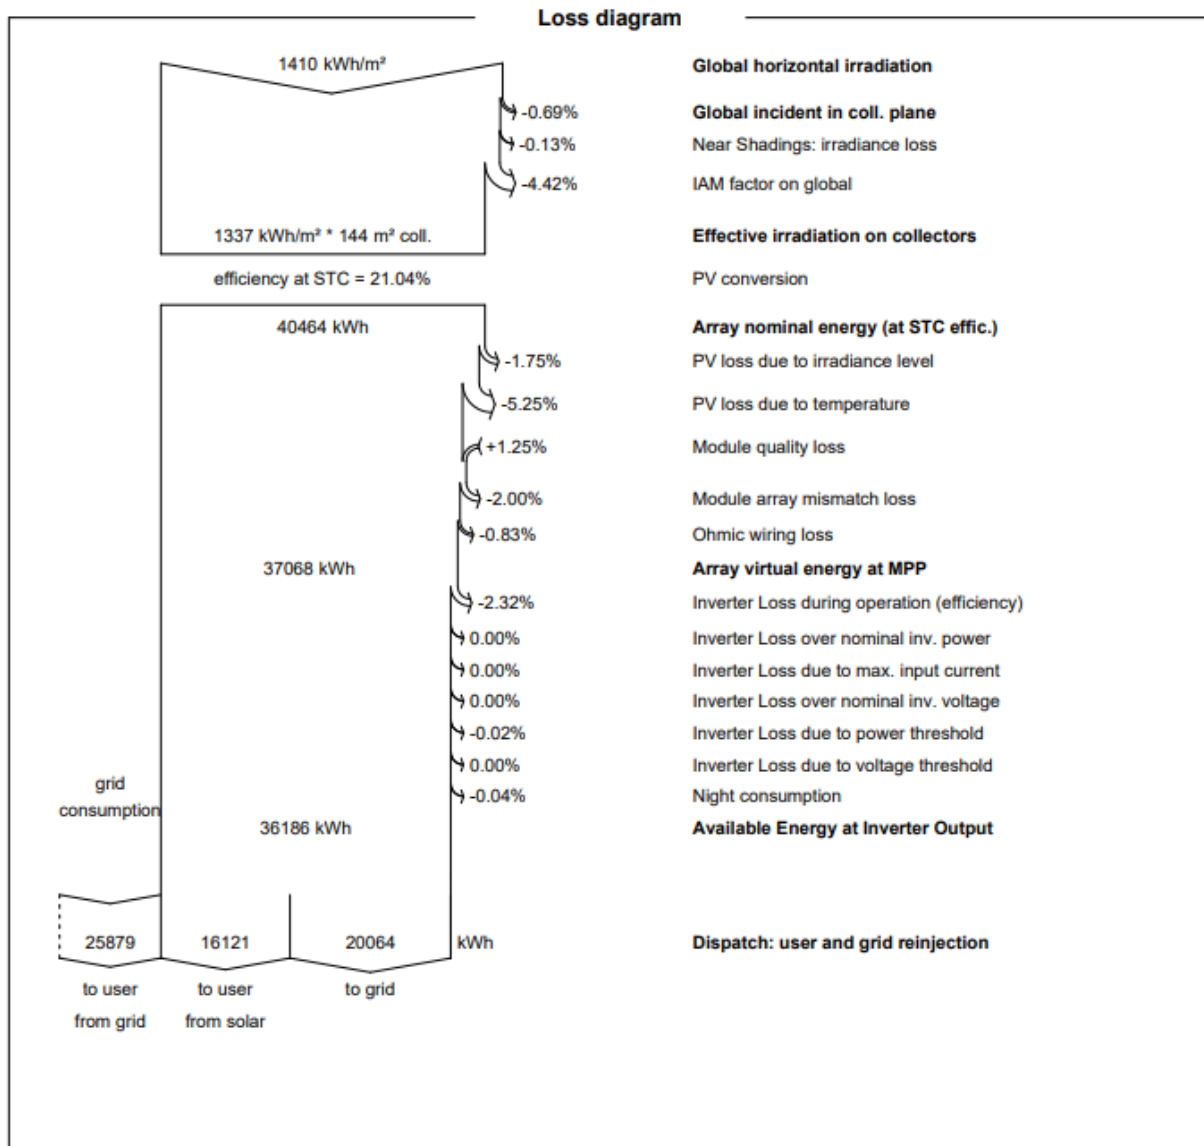 Loss diagram
1410 kWh/m²
Global horizontal irradiation
-0.69%
Global incident in coll. plane
-0.13%
Near Shadings: irradiance loss
-4.42%
IAM factor on global
1337 kWh/m² * 144 m² coll.
Effective irradiation on collectors
efficiency at STC = 21.04%
PV conversion
40464 kWh
Array nominal energy (at STC effic.)
-1.75%
PV loss due to irradiance level
-5.25%
PV loss due to temperature
+1.25%
Module quality loss
-2.00%
Module array mismatch loss
-0.83%
Ohmic wiring loss
37068 kWh
Array virtual energy at MPP
-2.32%
Inverter Loss during operation (efficiency)
0.00%
Inverter Loss over nominal inv. power
0.00%
Inverter Loss due to max. input current
0.00%
Inverter Loss over nominal inv. voltage
-0.02%
Inverter Loss due to power threshold
0.00%
Inverter Loss due to voltage threshold
grid
consumption
-0.04%
Night consumption
36186 kWh
Available Energy at Inverter Output
25879
16121
20064
kWh
Dispatch: user and grid reinjection
to user
from grid
to user
from solar
to grid